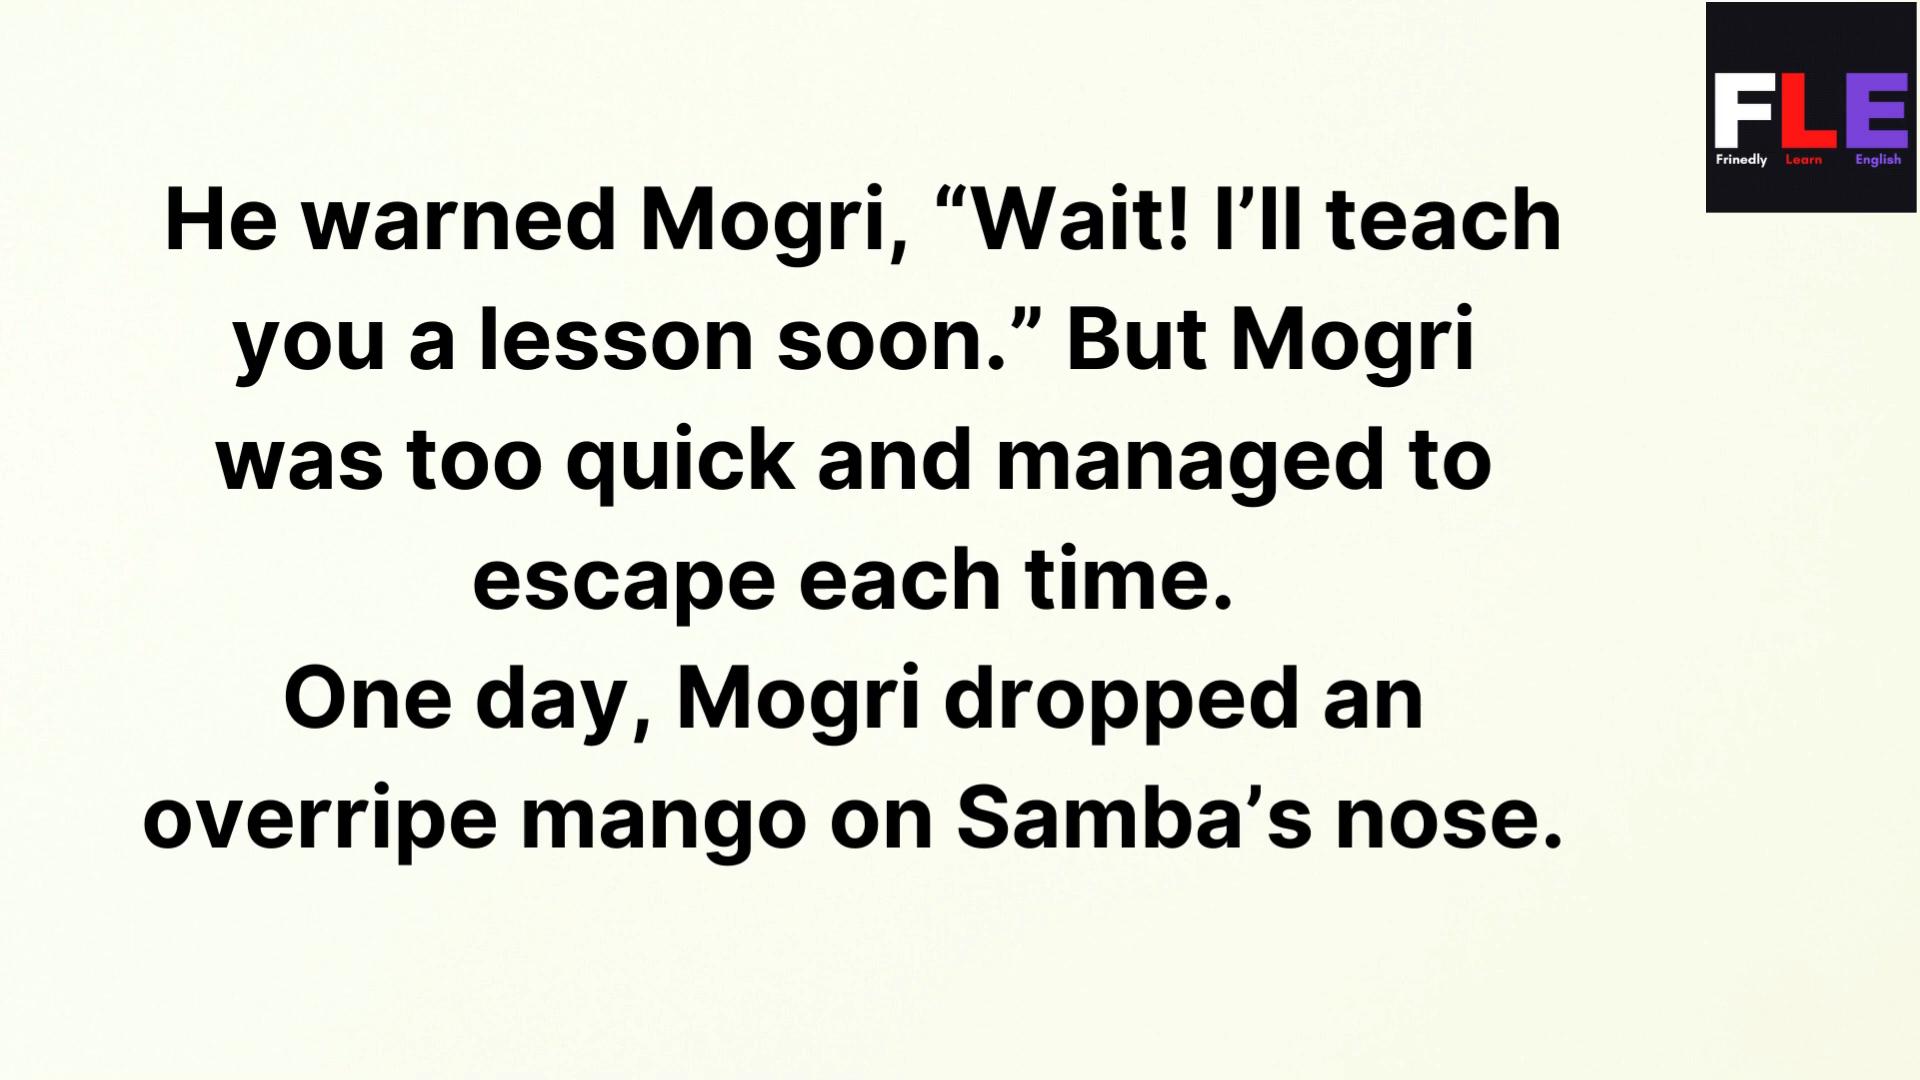 FLE
Frinedly Learn English
He warned Mogri, “Wait! I’ll teach
you a lesson soon.” But Mogri
was too quick and managed to
escape each time.
One day, Mogri dropped an
overripe mango on Samba’s nose.